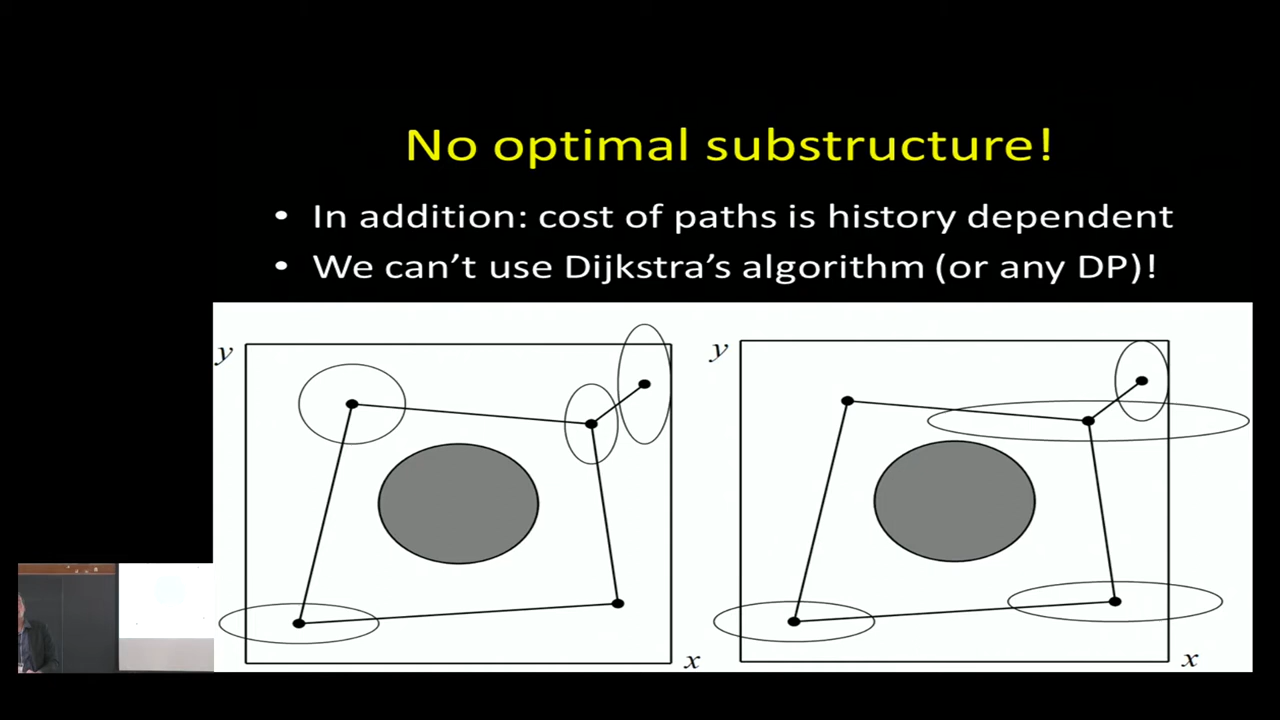 No optimal substructure!
• In addition: cost of paths is history dependent
• We can’t use Dijkstra’s algorithm (or any DP)!
y
y
x
x